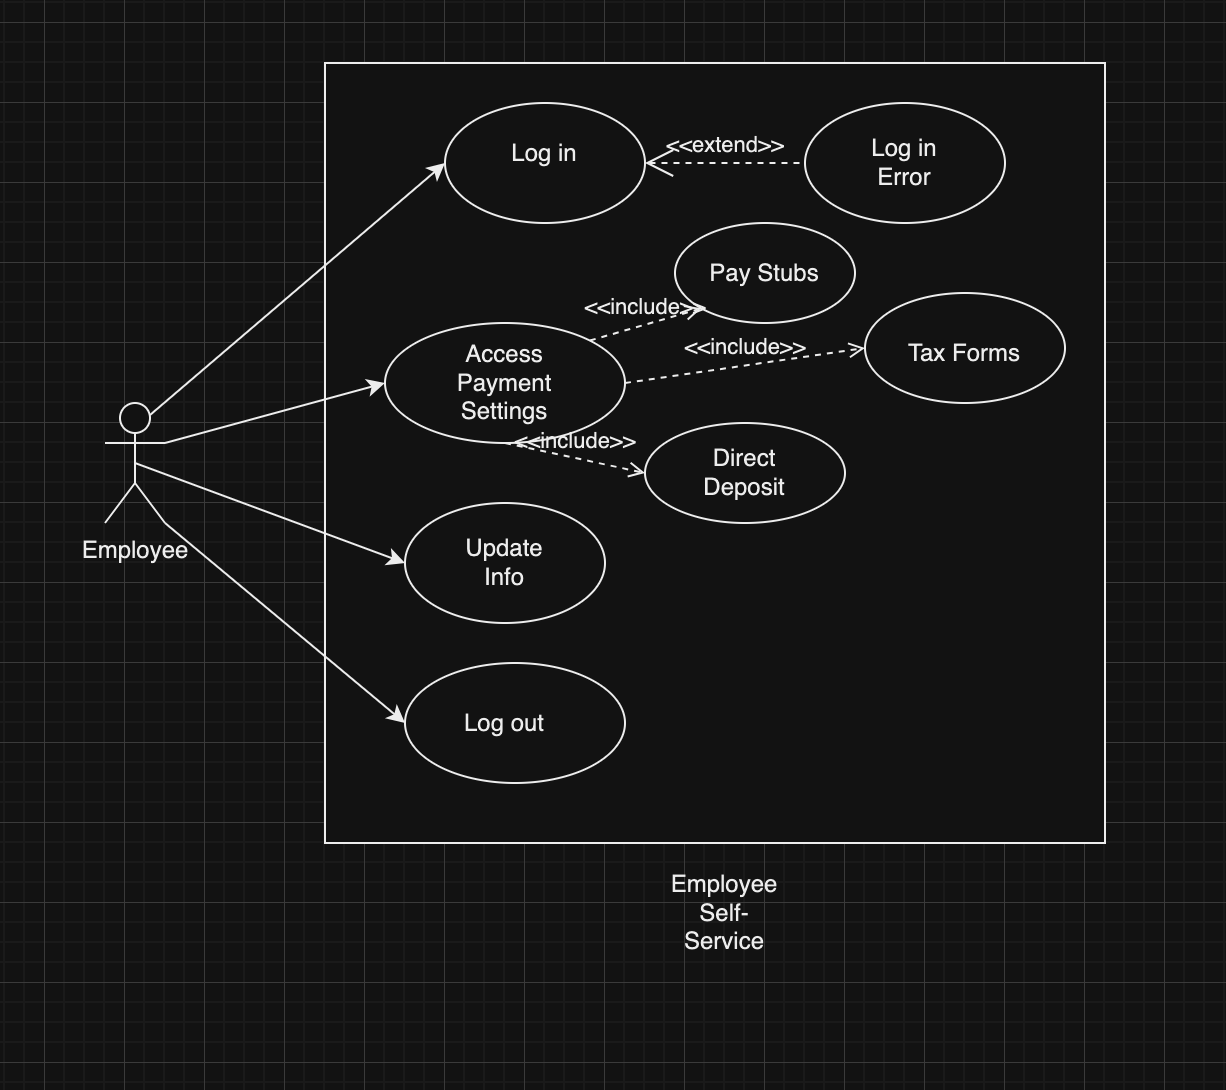 Log in
<<extend>>
Log in
Error
Pay Stubs
<<include>>
<<include>>
Tax Forms
Access
Payment
Settings
<<include>>
Direct
Deposit
Employee
Update
Info
Log out
Employee
Self-
Service